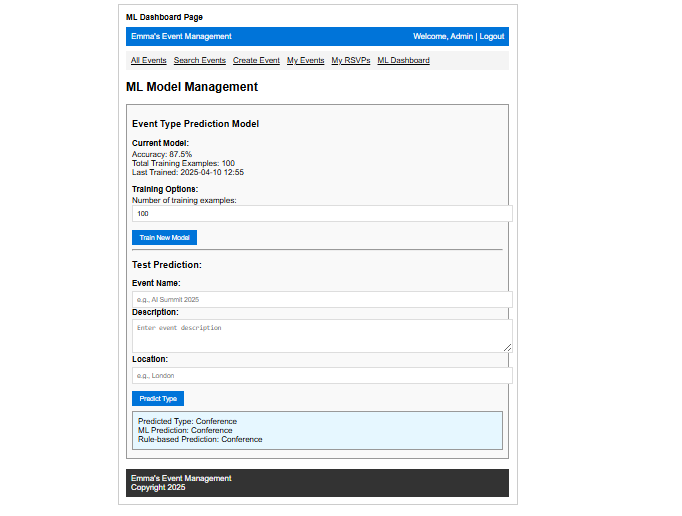 ML Dashboard Page
Emma's Event Management Welcome, Admin | Logout
All Events Search Events Create Event My Events My RSVPs ML Dashboard
ML Model Management
Event Type Prediction Model
Current Model:
Accuracy: 87.5%
Total Training Examples: 100
Last Trained: 2025-04-10 12:55
Training Options:
Number of training examples:
100
Train New Model
Test Prediction:
Event Name:
e.g., AI Summit 2025
Description:
Enter event description
Location:
e.g., London
Predict Type
Predicted Type: Conference
ML Prediction: Conference
Rule-based Prediction: Conference
Emma's Event Management
Copyright 2025